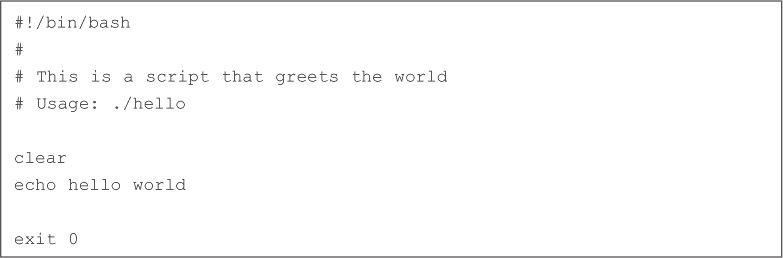 #!/bin/bash
#
# This is a script that greets the world
# Usage: ./hello
clear
echo hello world
exit 0